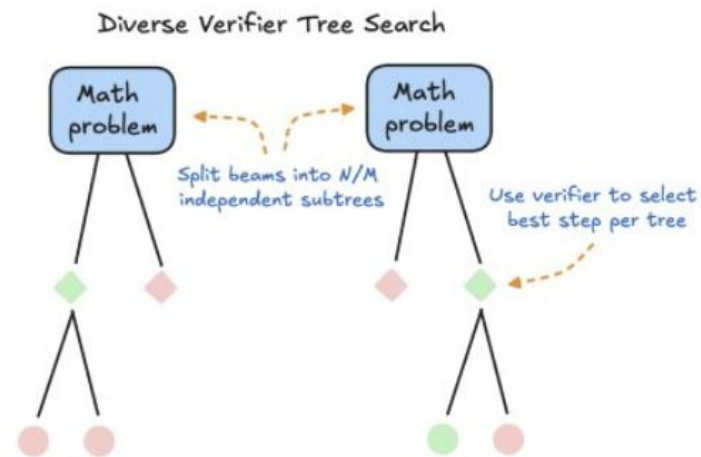 Diverse Verifier Tree Search
Math
problem
Math
problem
Split beams into N/M
independent subtrees
Use verifier to select
best step per tree